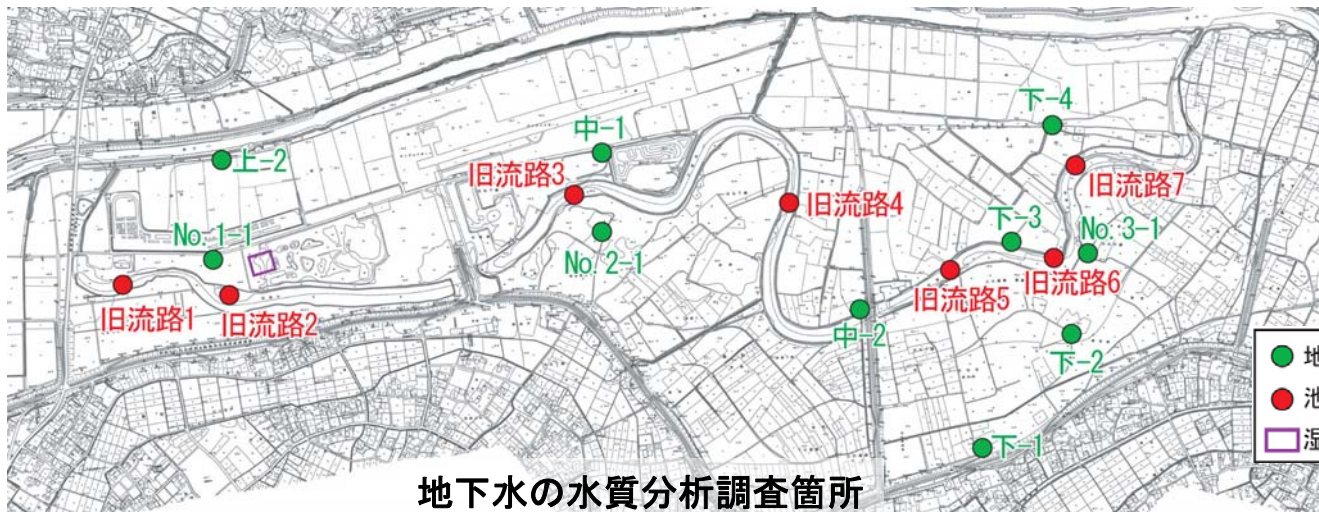 下-4
中-1
上-2
旧流路3
旧流路7
旧流路4
No. 1-1
下-3
No. 3-1
No. 2-1
旧流路5
旧流路6
旧流路1
旧流路2
中-2
下-2
地
池
湿
下-1
地下水の水質分析調査箇所